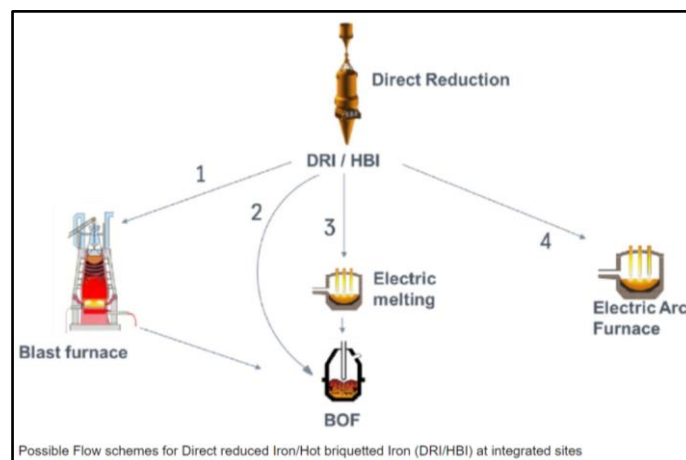 Direct Reduction
DRI / HBI
1
2
3
4
Electric
melting
Electric Arc
Furnace
Blast furnace
BOF
Possible Flow schemes for Direct reduced Iron/Hot briquetted Iron (DRI/HBI) at integrated sites